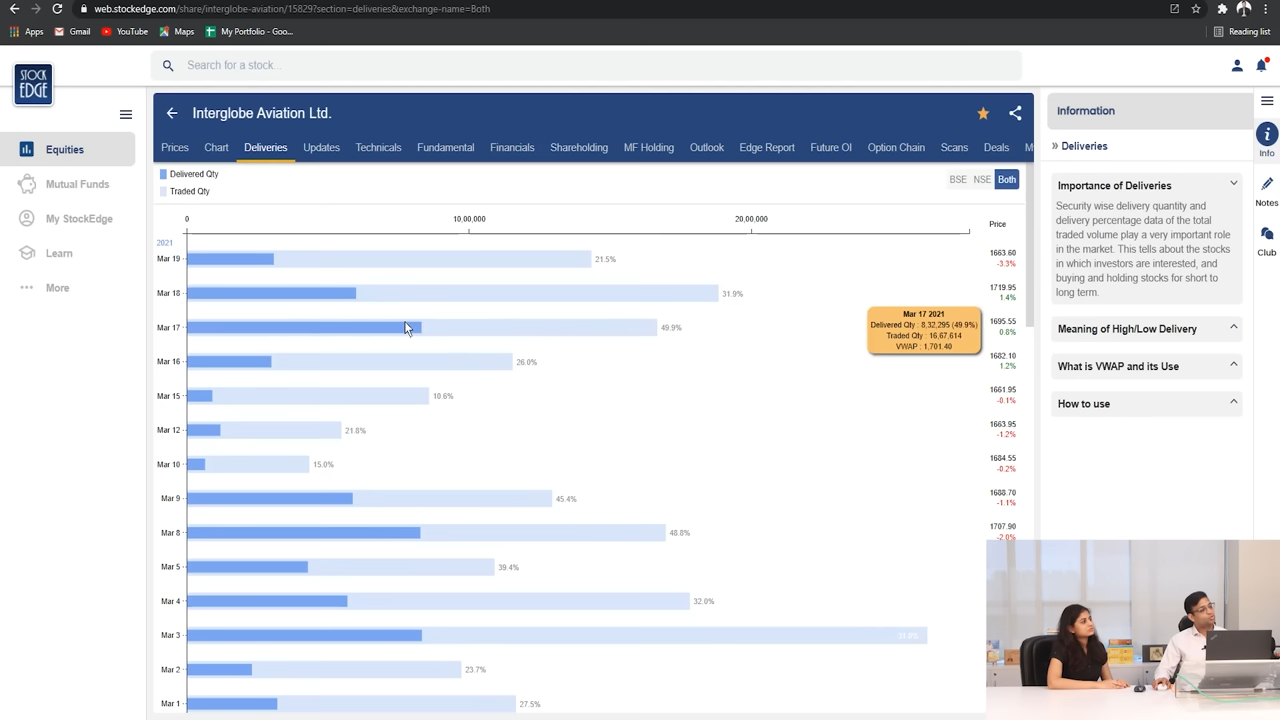 web.stockedge.com/share/interglobe-aviation/15829?section=deliveries&exchange-name=Both
Apps
Gmail
YouTube
Maps
My Portfolio - Goo...
Reading list
STOCK
EDGE
Search for a stock...
Equities
Mutual Funds
My StockEdge
Learn
More
Interglobe Aviation Ltd.
Prices Chart Deliveries Updates Technicals Fundamental Financials Shareholding MF Holding Outlook Edge Report Future OI Option Chain Scans Deals
Delivered Qty
Traded Qty
BSE NSE Both
0 10,00,000 20,00,000 Price
2021
Mar 19 21.5% 1663.60
-3.3%
Mar 18 31.9% 1719.95
1.4%
Mar 17 49.9% 1695.55
0.8%
Mar 17 2021
Delivered Qty : 8,32,295 (49.9%)
Traded Qty : 16,67,614
VWAP : 1,701.40
Mar 16 26.0% 1682.10
1.2%
Mar 15 10.6% 1661.95
-0.1%
Mar 12 21.8% 1663.95
-1.2%
Mar 10 15.0% 1684.55
-0.2%
Mar 9 45.4% 1688.70
-1.1%
Mar 8 48.8% 1707.90
-2.0%
Mar 5 39.4%
Mar 4 32.0%
Mar 3
Mar 2 23.7%
Mar 1 27.5%
Information
» Deliveries
Importance of Deliveries
Security wise delivery quantity and
delivery percentage data of the total
traded volume play a very important role
in the market. This tells about the stocks
in which investors are interested, and
buying and holding stocks for short to
long term.
Meaning of High/Low Delivery
What is VWAP and its Use
How to use
Info
Notes
Club